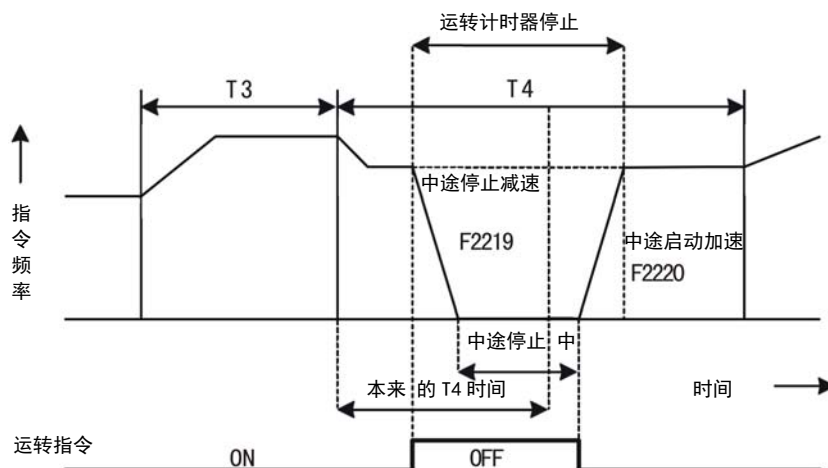 运转计时器停止
T3
T4
指令频率
中途停止减速
F2219
中途启动加速
F2220
中途停止 中
本来 的 T4 时间
时间
运转指令
ON
OFF